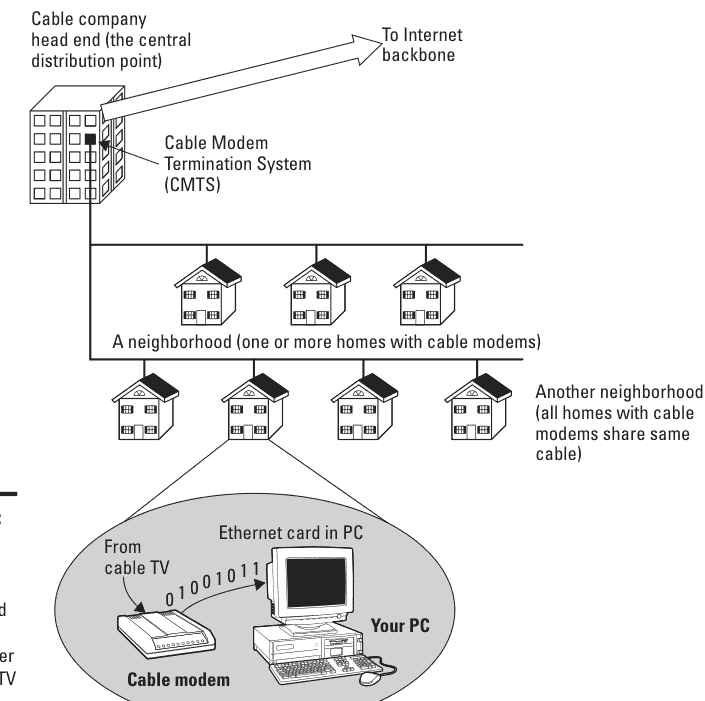 Cable company
head end (the central
distribution point)
To Internet
backbone
Cable Modem
Termination System
(CMTS)
A neighborhood (one or more homes with cable modems)
Another neighborhood
(all homes with cable
modems share same
cable)
Ethernet card in PC
From
cable TV
01001011
Your PC
Cable modem
TV